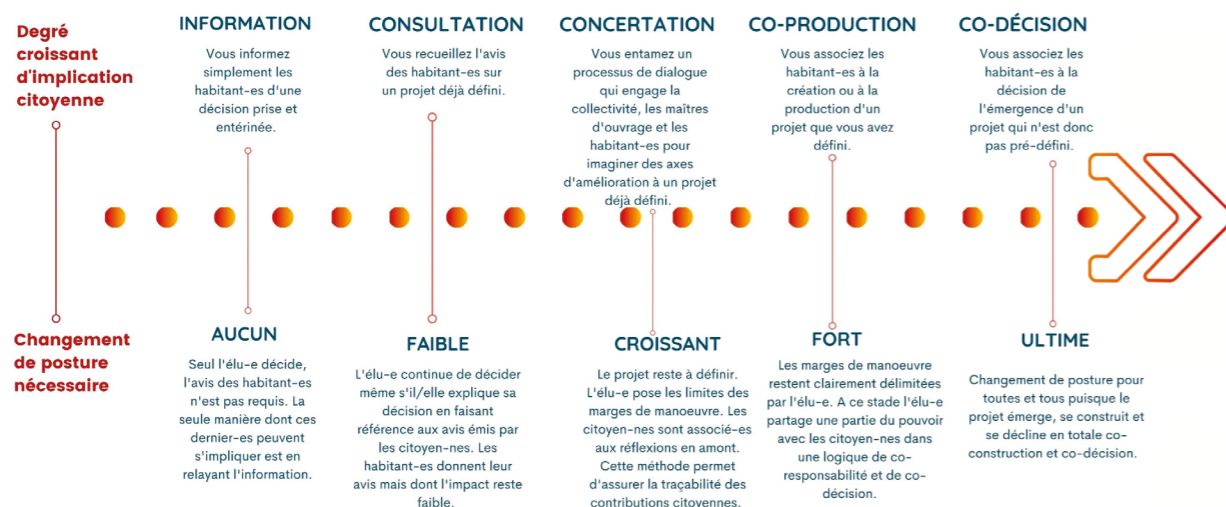 Degré
croissant
d'implication
citoyenne
INFORMATION
Vous informez
simplement les
habitant-es d'une
décision prise et
entérinée.
CONSULTATION
Vous recueillez l'avis
des habitant-es sur
un projet déjà défini.
CONCERTATION
Vous entamez un
processus de dialogue
qui engage la
collectivité, les maîtres
d'ouvrage et les
habitant-es pour
imaginer des axes
d'amélioration à un projet
déjà défini.
CO-PRODUCTION
Vous associez les
habitant-es à la
création ou à la
production d'un
projet que vous avez
défini.
CO-DÉCISION
Vous associez les
habitant-es à la
décision de
l'émergence d'un
projet qui n'est donc
pas pré-défini.
Changement
de posture
nécessaire
AUCUN
Seul l'élu-e décide,
l'avis des habitant-es
n'est pas requis. La
seule manière dont ces
dernier-es peuvent
s'impliquer est en
relayant l'information.
FAIBLE
L'élu-e continue de décider
même s'il/elle explique sa
décision en faisant
référence aux avis émis par
les citoyen-nes. Les
habitant-es donnent leur
avis mais dont l'impact reste
faible.
CROISSANT
Le projet reste à définir.
L'élu-e pose les limites des
marges de manoeuvre. Les
citoyen-nes sont associé-es
aux réflexions en amont.
Cette méthode permet
d'assurer la traçabilité des
contributions citoyennes.
FORT
Les marges de manoeuvre
restent clairement délimitées
par l'élu-e. A ce stade l'élu-e
partage une partie du pouvoir
avec les citoyen-nes dans
une logique de co-
responsabilité et de co-
décision.
ULTIME
Changement de posture pour
toutes et tous puisque le
projet émerge, se construit et
se décline en totale co-
construction et co-décision.